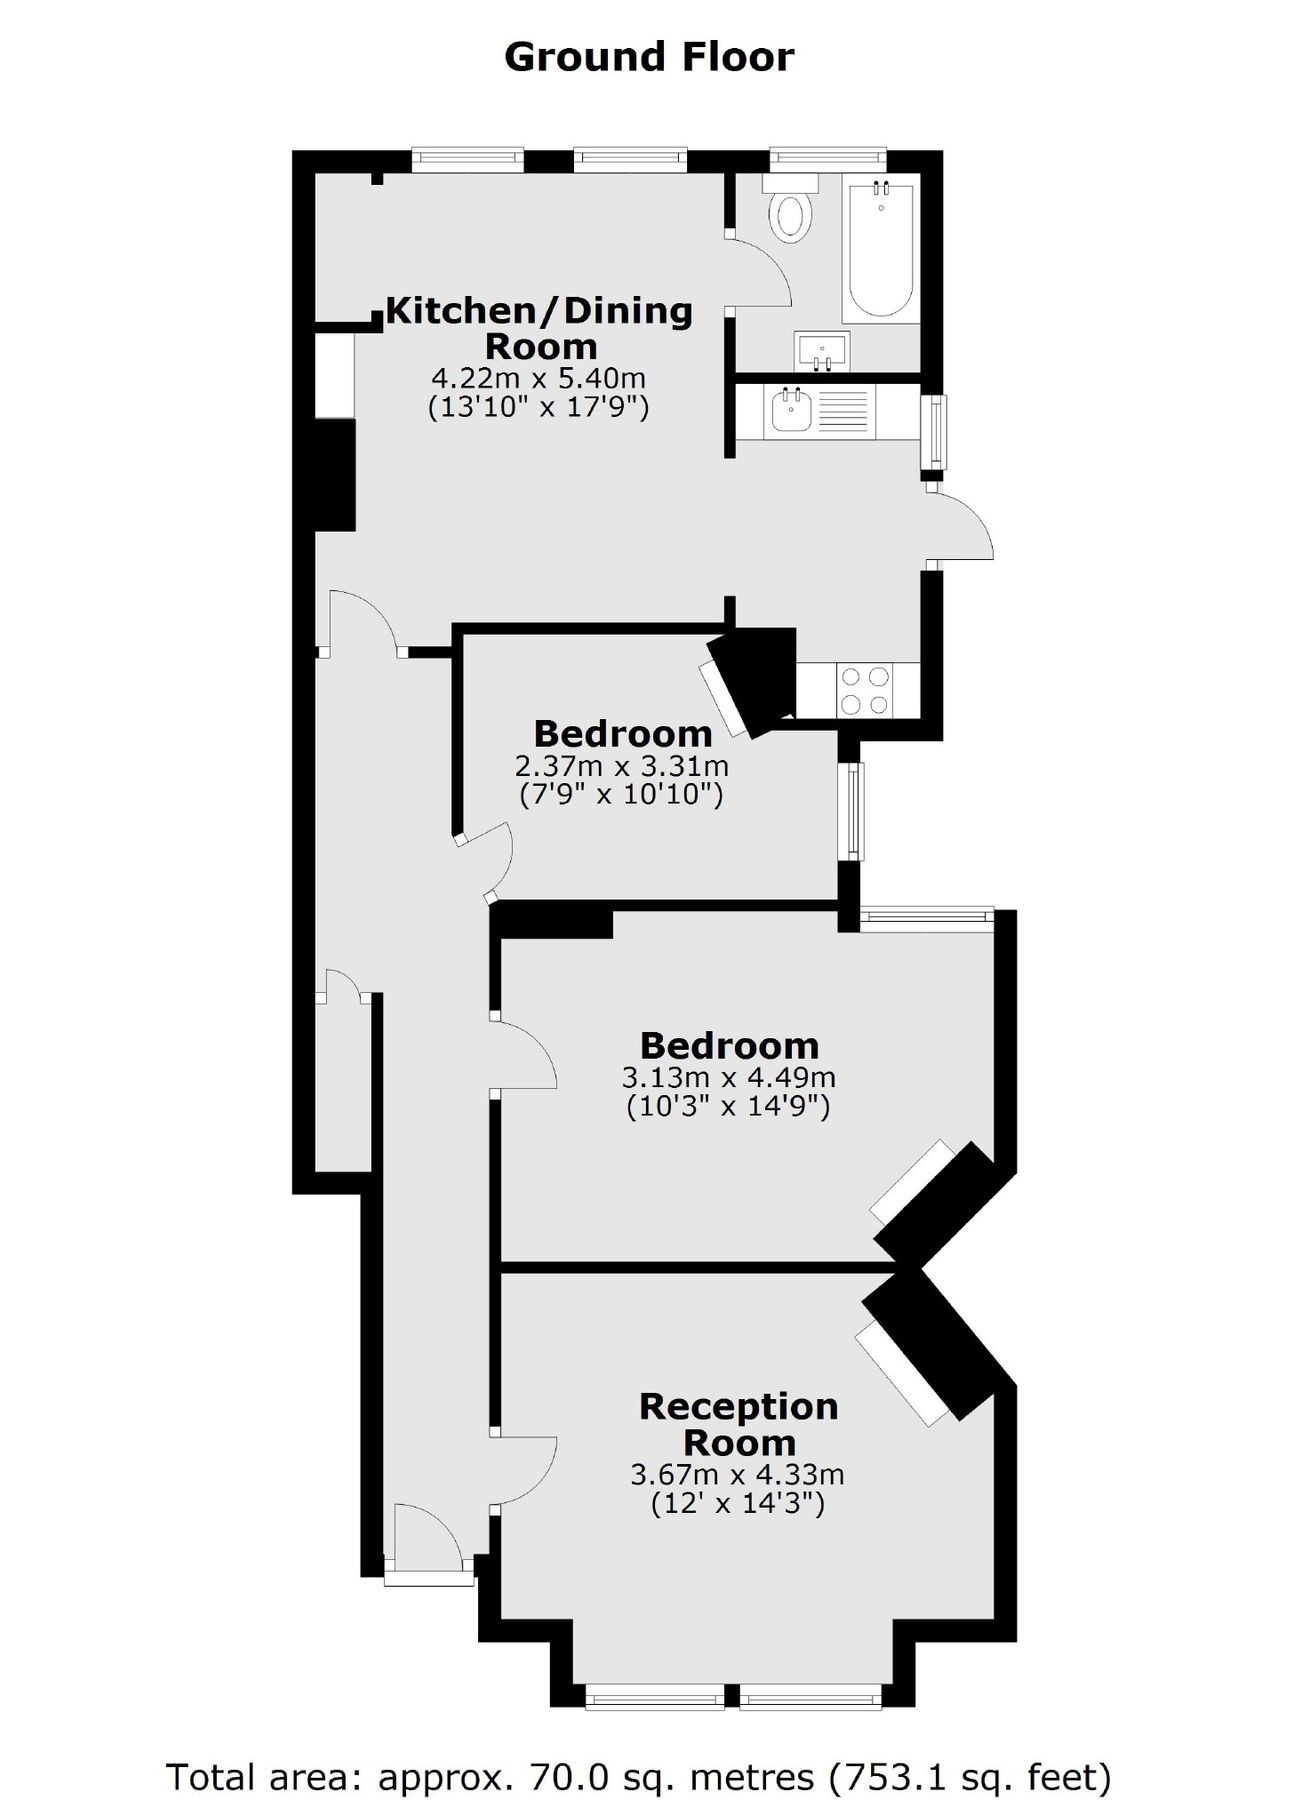 Ground Floor
Kitchen/Dining
Room
4.22m x 5.40m
(13'10" x 17'9")
Bedroom
2.37m x 3.31m
(7'9" x 10'10")
Bedroom
3.13m x 4.49m
(10'3" x 14'9")
Reception
Room
3.67m x 4.33m
(12' x 14'3")
Total area: approx. 70.0 sq. metres (753.1 sq. feet)